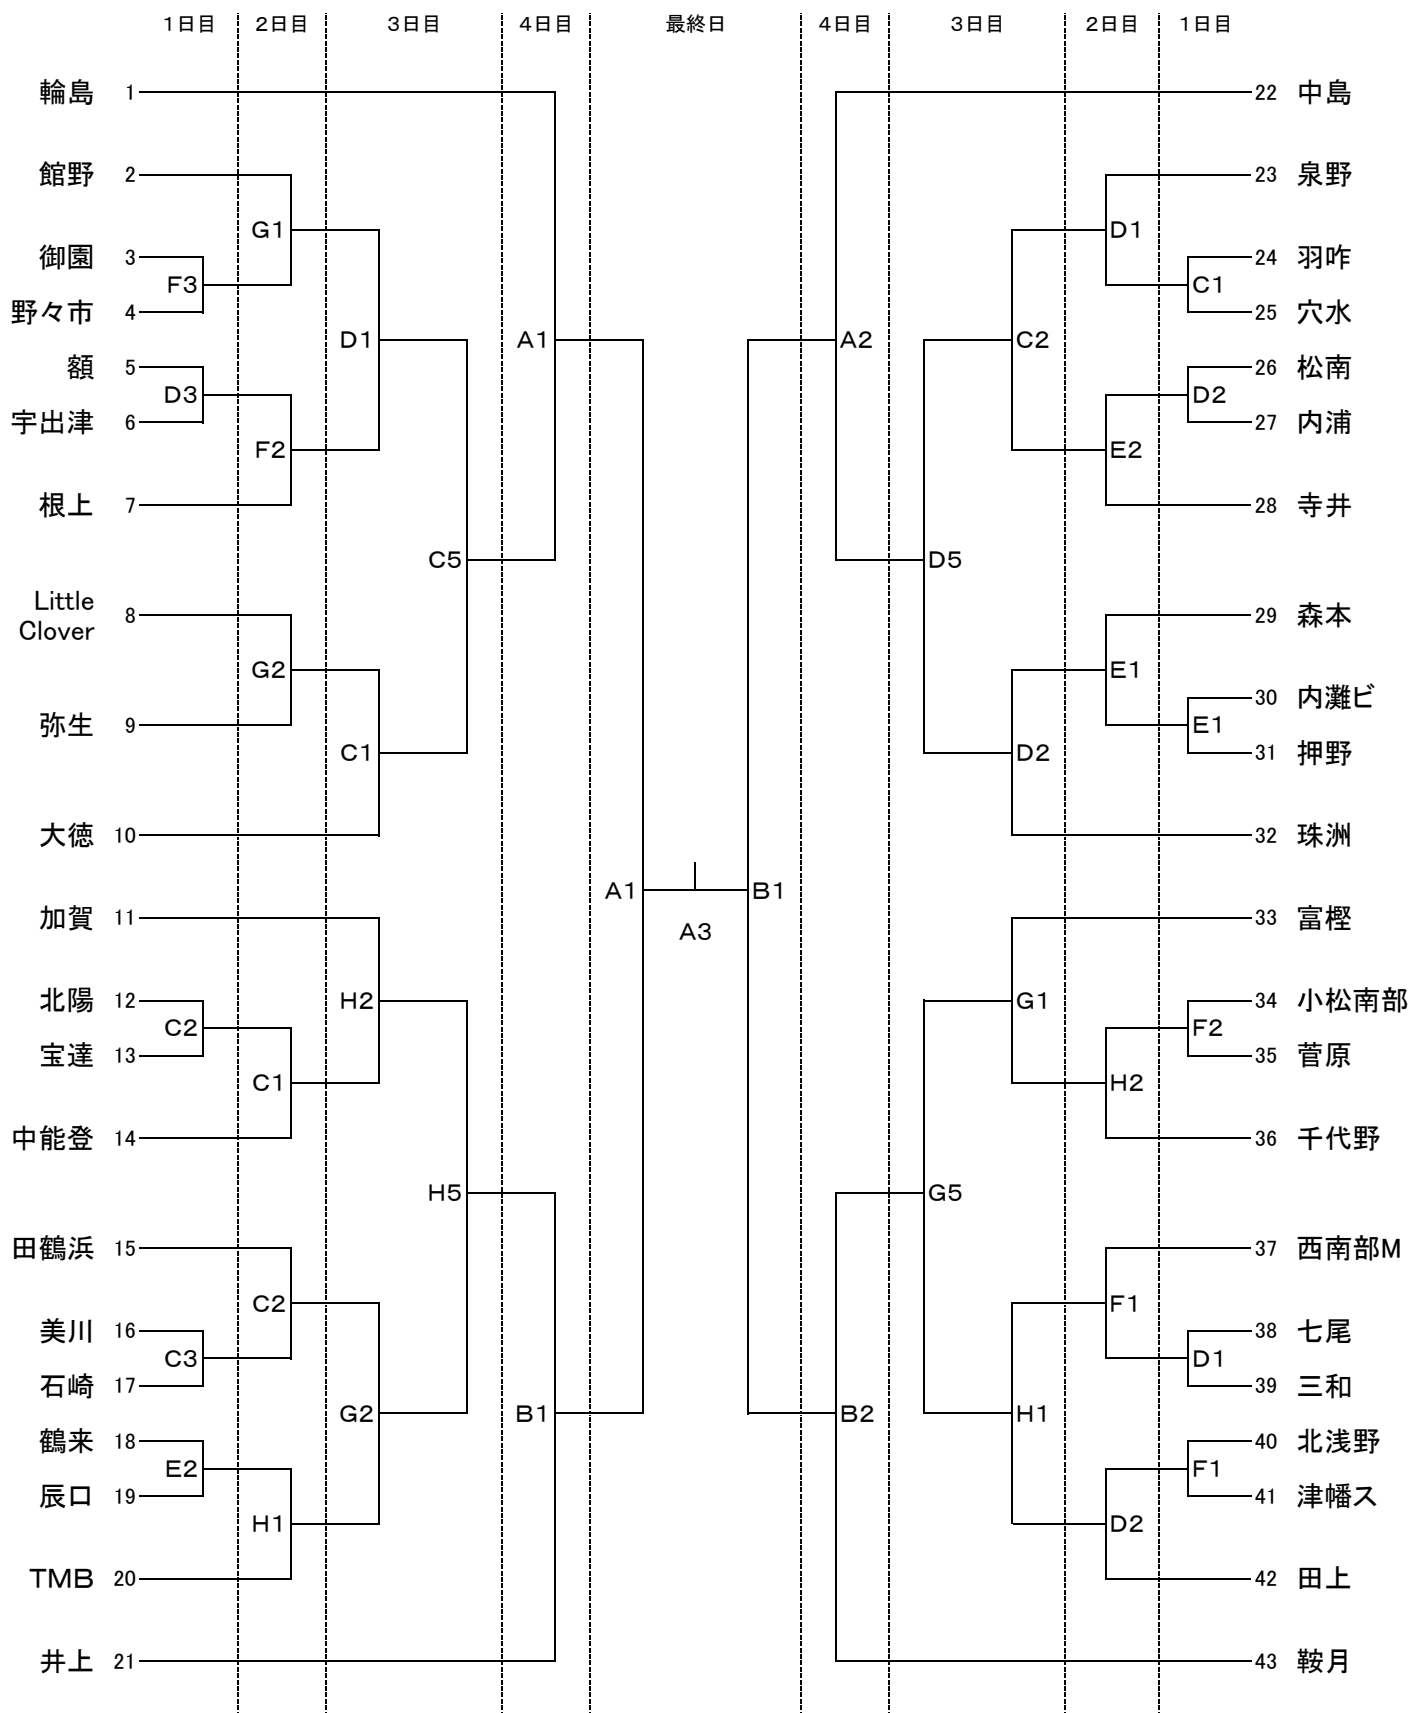 1日目 2日目 3日目 4日目 最終日 4日目 3日目 2日目 1日目
輪島 1 22 中島
館野 2 23 泉野
G1 D1
御園 3 24 羽咋
F3 C1
野々市 4 25 穴水
D1 A1 A2 C2
額 5 26 松南
D3 D2
宇出津 6 27 内浦
F2 E2
根上 7 28 寺井
C5 D5
Little
8 29 森本
Clover
G2 E1
30 内灘ビ
弥生 9 E1
C1 D2 31 押野
大徳 10 32 珠洲
A1 B1
加賀 11 33 富樫
A3
北陽 12 H2 G1 34 小松南部
C2 F2
宝達 13 35 菅原
C1 H2
中能登 14 36 千代野
H5 G5
田鶴浜 15 37 西南部M
C2 F1
美川 16 38 七尾
C3 D1
石崎 17 39 三和
G2 B1 B2 H1
鶴来 18 40 北浅野
E2 F1
辰口 19 41 津幡ス
H1 D2
TMB 20 42 田上
井上 21 43 鞍月